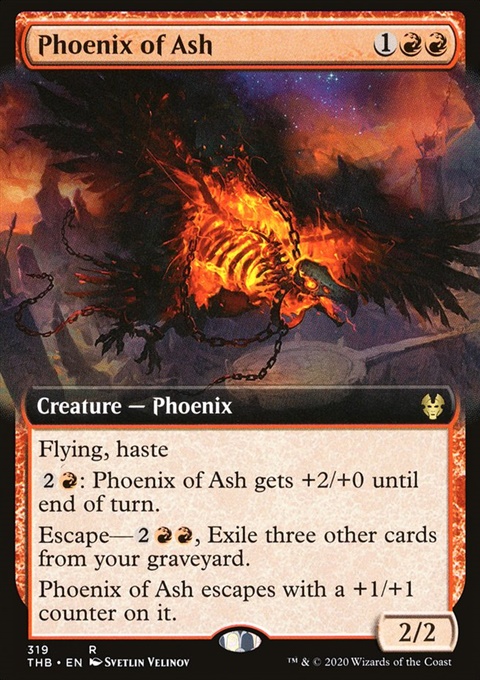 Phoenix of Ash 1
Creature — Phoenix
Flying, haste
2: Phoenix of Ash gets +2/+0 until
end of turn.
Escape—2, Exile three other cards
from your graveyard.
Phoenix of Ash escapes with a +1/+1
counter on it.
2/2
319 R
THB • EN Svetlin Velinov
™ & © 2020 Wizards of the Coast